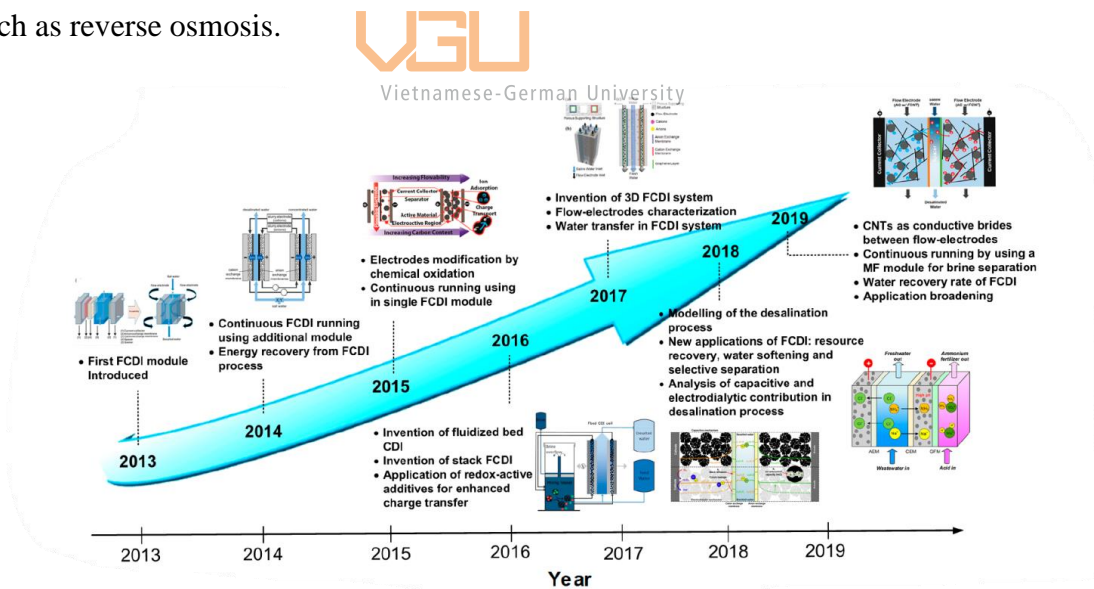 ch as reverse osmosis.
VGU
Vietnamese-German University
Increasing Flowability
Current Collector
Separator
Active Material
Electroactive Region
Increasing Carbon Content
Ion
Adsorption
Charge
Transport
Flow Electrode
Flow Electrode
Current Collector
Current Collector
Desalinated
Water
• First FCDI module
Introduced
• Continuous FCDI running
using additional module
• Energy recovery from FCDI
process
• Electrodes modification by
chemical oxidation
• Continuous running using
in single FCDI module
• Invention of fluidized bed
CDI
• Invention of stack FCDI
• Application of redox-active
additives for enhanced
charge transfer
• Invention of 3D FCDI system
• Flow-electrodes characterization
• Water transfer in FCDI system
• Modelling of the desalination
process
• New applications of FCDI: resource
recovery, water softening and
selective separation
• Analysis of capacitive and
electrodialytic contribution in
desalination process
• CNTs as conductive brides
between flow-electrodes
• Continuous running by using a
MF module for brine separation
• Water recovery rate of FCDI
• Application broadening
Freshwater
out
Ammonium
fertilizer out
AEM
CEM
Wastewater in
Acid in
2013
2014
2015
2016
2017
2018
2019
2013
2014
2015
2016
2017
2018
2019
Year